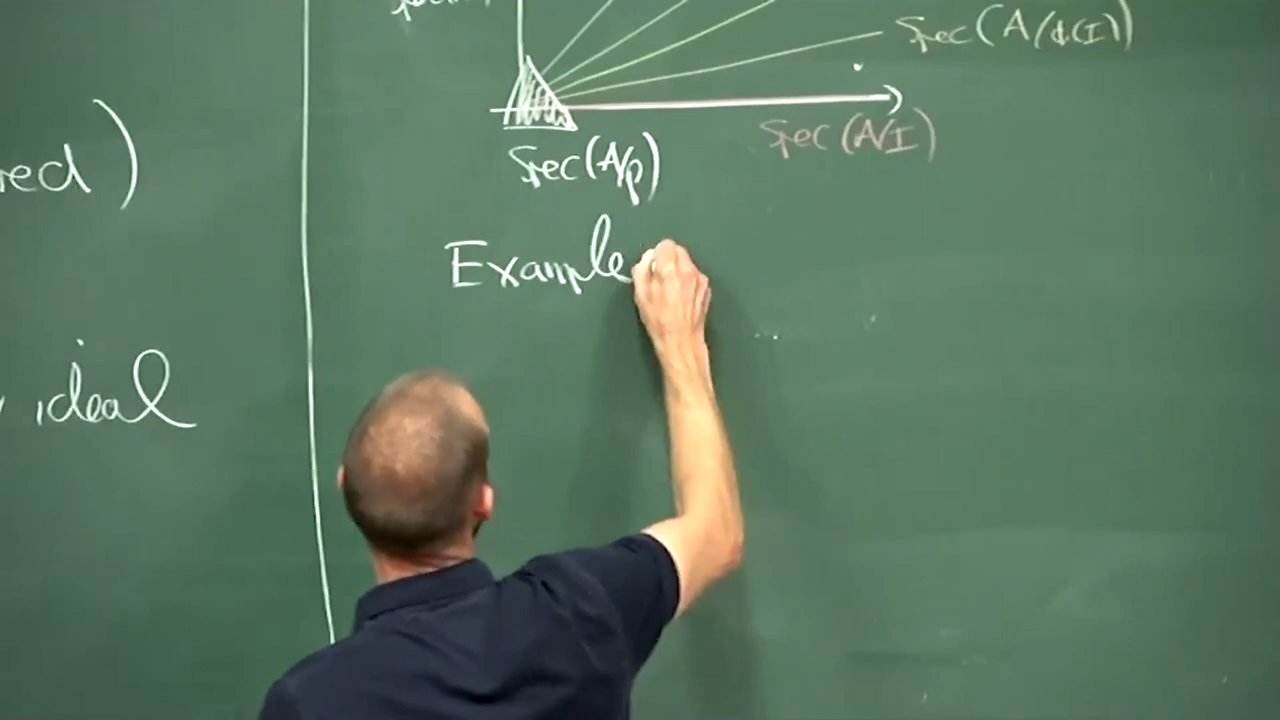 Spec(A/φ(I))
Spec(A/I)
Spec(A/p)
Example
red)
ideal